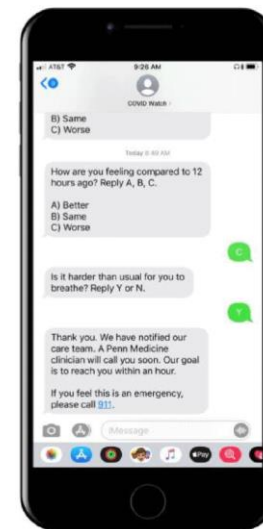 AT&T
9:26 AM
COVID Watch
B) Same
C) Worse
How are you feeling compared to 12
hours ago? Reply A, B, C.
A) Better
B) Same
C) Worse
C
Is it harder than usual for you to
breathe? Reply Y or N.
Y
Thank you. We have notified our
care team. A Penn Medicine
clinician will call you soon. Our goal
is to reach you within an hour.
If you feel this is an emergency,
please call 911.
iMessage
Pay